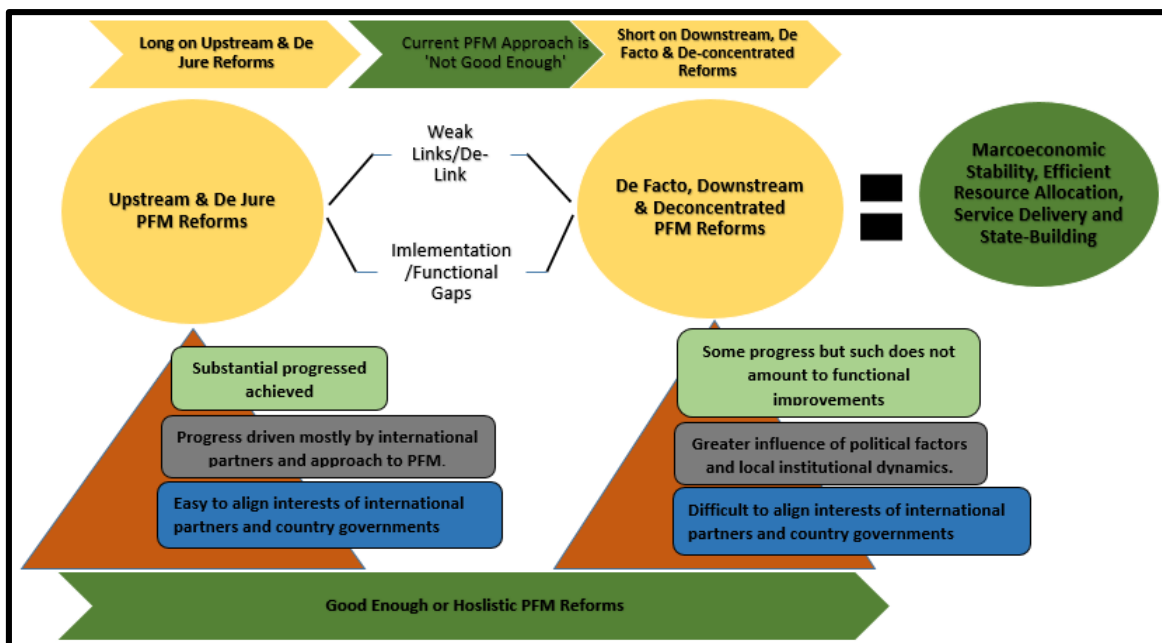 Long on Upstream & De
Jure Reforms
Current PFM Approach is
'Not Good Enough'
Short on Downstream, De
Facto & De-concentrated
Reforms
Upstream & De Jure
PFM Reforms
Weak
Links/De-
Link
Imlementation
/Functional
Gaps
De Facto, Downstream
& Deconcentrated
PFM Reforms
Marcoeconomic
Stability, Efficient
Resource Allocation,
Service Delivery and
State-Building
Substantial progressed
achieved
Progress driven mostly by international
partners and approach to PFM.
Easy to align interests of international
partners and country governments
Some progress but such does not
amount to functional
improvements
Greater influence of political factors
and local institutional dynamics.
Difficult to align interests of international
partners and country governments
Good Enough or Hoslistic PFM Reforms